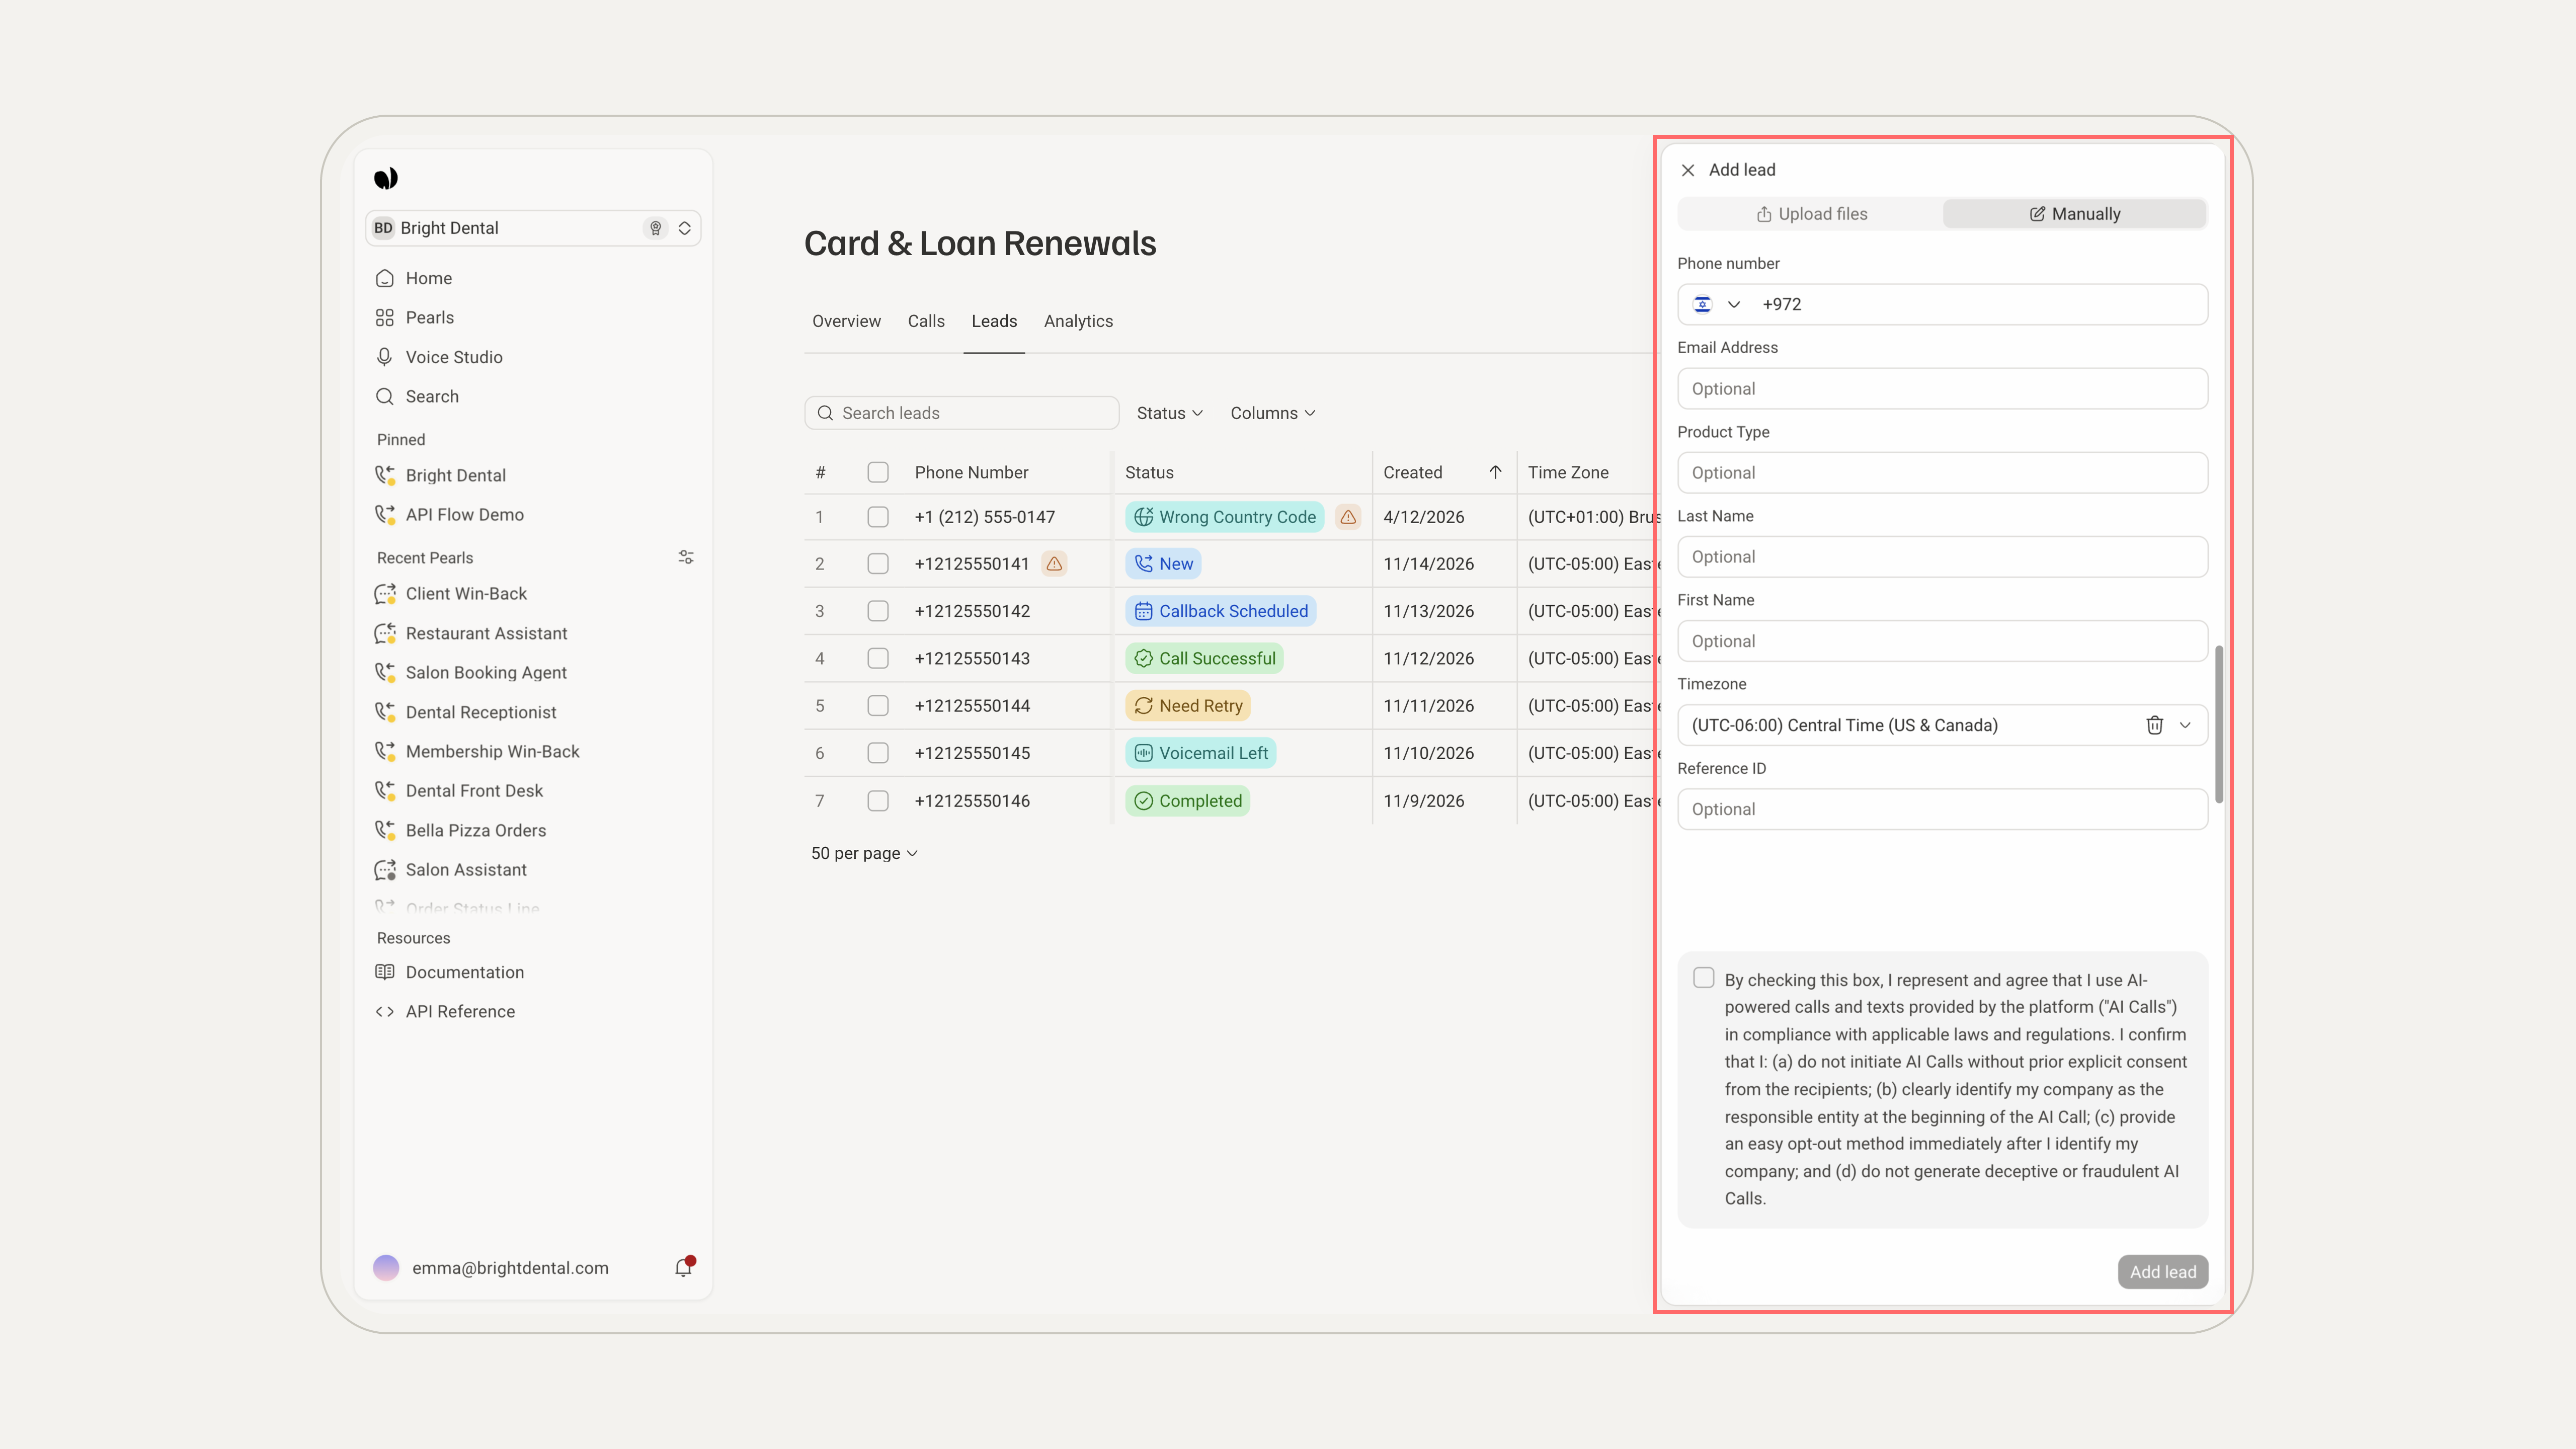 BD Bright Dental
Home
Pearls
Voice Studio
Search
Pinned
Bright Dental
API Flow Demo
Recent Pearls
Client Win-Back
Restaurant Assistant
Salon Booking Agent
Dental Receptionist
Membership Win-Back
Dental Front Desk
Bella Pizza Orders
Salon Assistant
Order Status Line
Resources
Documentation
API Reference
emma@brightdental.com
Card & Loan Renewals
Overview Calls Leads Analytics
Search leads Status Columns
# Phone Number Status Created Time Zone
1 +1 (212) 555-0147 Wrong Country Code 4/12/2026 (UTC+01:00) Brus
2 +12125550141 New 11/14/2026 (UTC-05:00) Easte
3 +12125550142 Callback Scheduled 11/13/2026 (UTC-05:00) Easte
4 +12125550143 Call Successful 11/12/2026 (UTC-05:00) Easte
5 +12125550144 Need Retry 11/11/2026 (UTC-05:00) Easte
6 +12125550145 Voicemail Left 11/10/2026 (UTC-05:00) Easte
7 +12125550146 Completed 11/9/2026 (UTC-05:00) Easte
50 per page
Add lead
Upload files Manually
Phone number
+972
Email Address
Optional
Product Type
Optional
Last Name
Optional
First Name
Optional
Timezone
(UTC-06:00) Central Time (US & Canada)
Reference ID
Optional
By checking this box, I represent and agree that I use AI-
powered calls and texts provided by the platform ("AI Calls")
in compliance with applicable laws and regulations. I confirm
that I: (a) do not initiate AI Calls without prior explicit consent
from the recipients; (b) clearly identify my company as the
responsible entity at the beginning of the AI Call; (c) provide
an easy opt-out method immediately after I identify my
company; and (d) do not generate deceptive or fraudulent AI
Calls.
Add lead